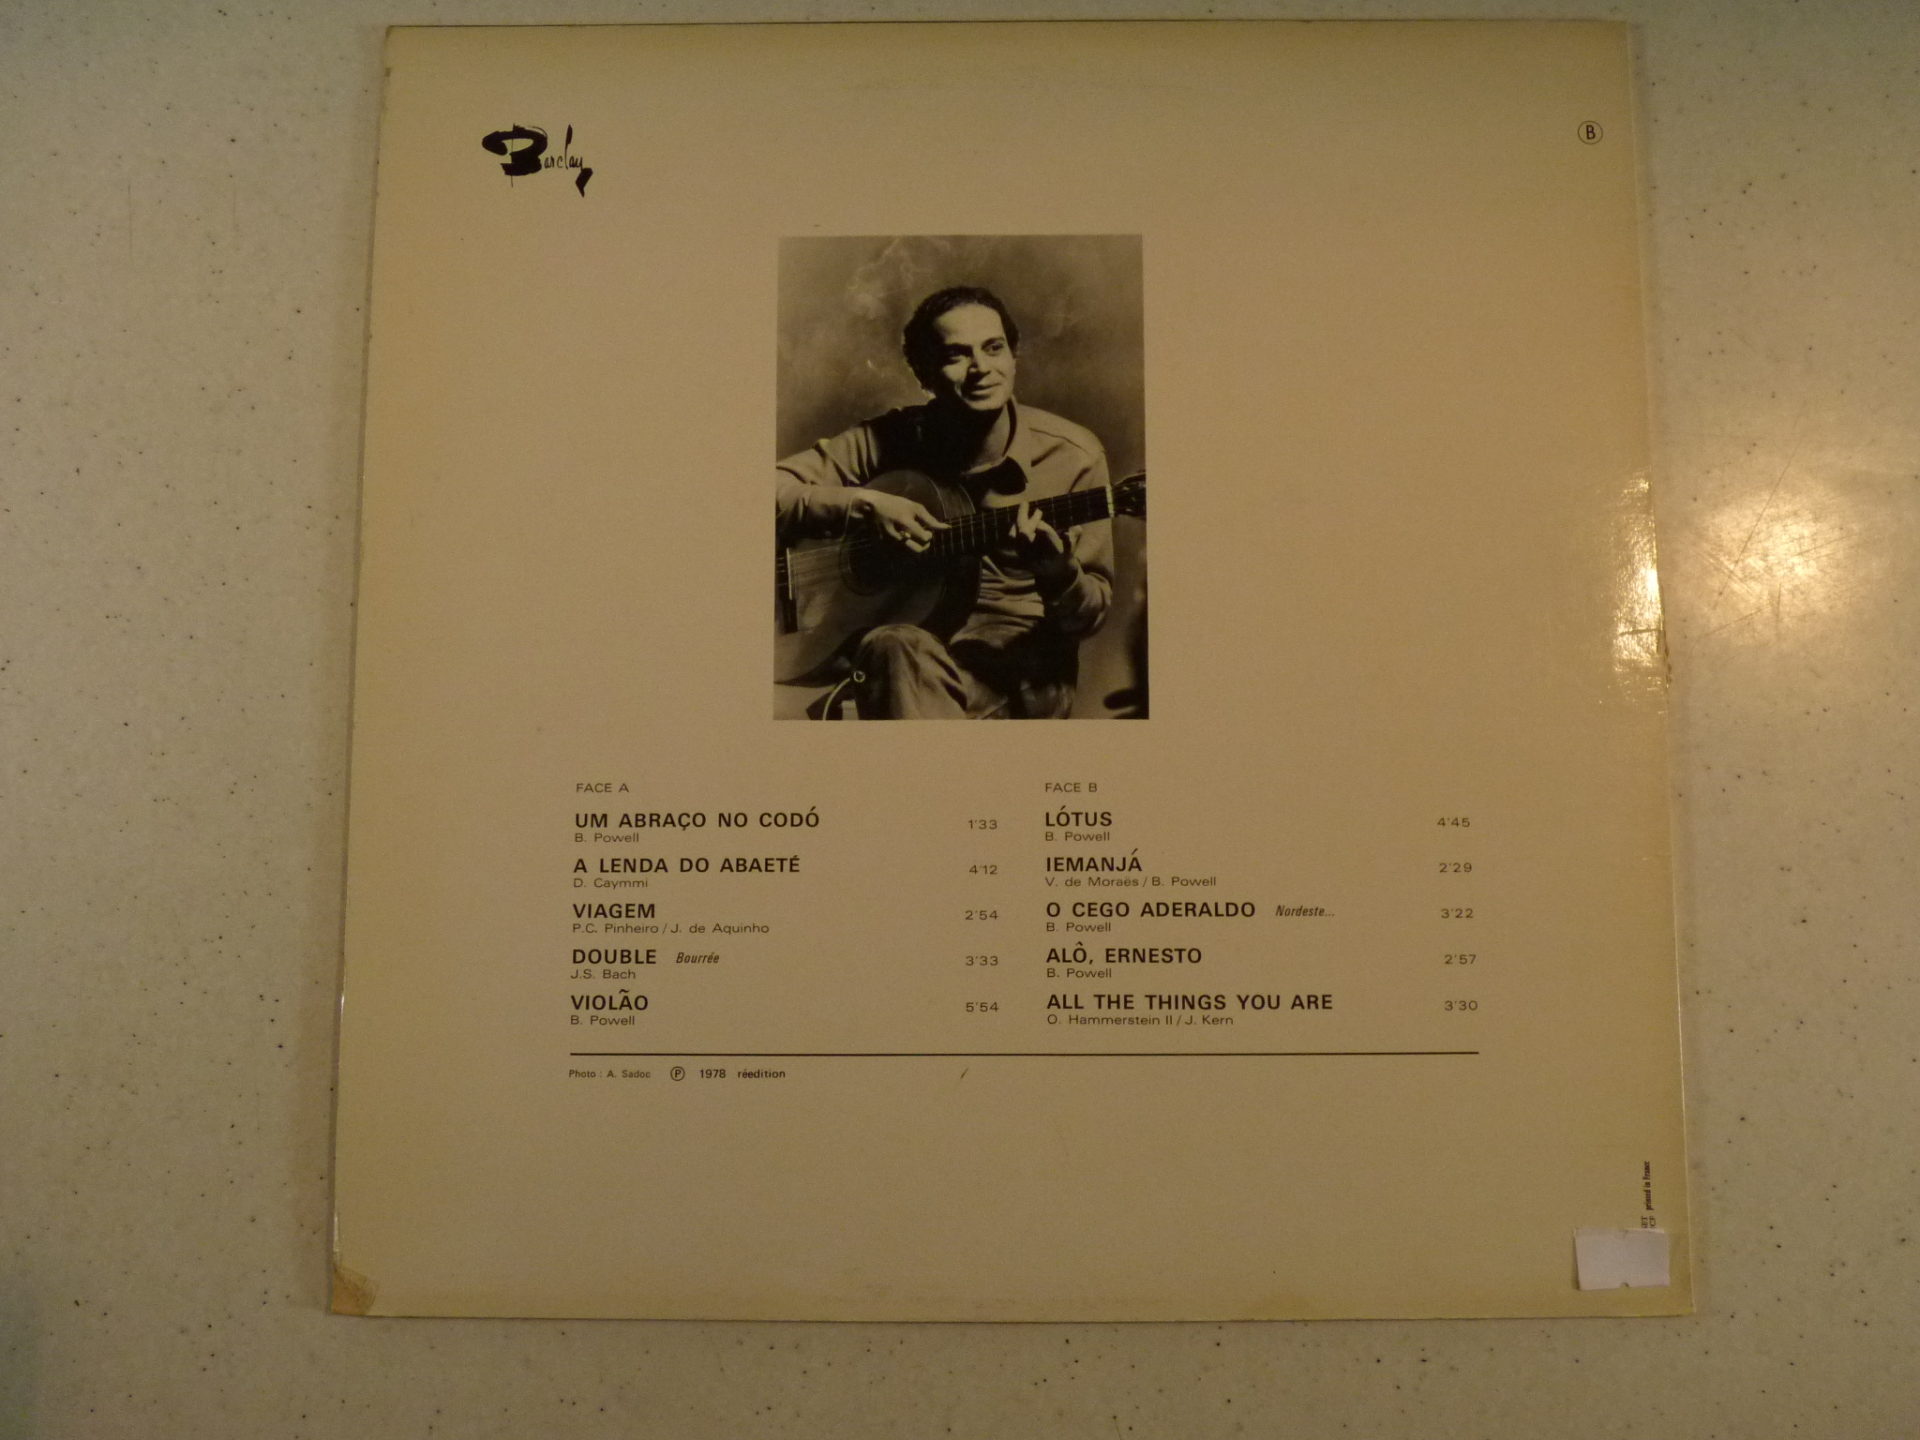 Barclay
B
FACE A
UM ABRAÇO NO CODÓ 1'33
B. Powell
A LENDA DO ABAETÉ 4'12
D. Caymmi
VIAGEM 2'54
P.C. Pinheiro / J. de Aquinho
DOUBLE Bourrée 3'33
J.S. Bach
VIOLÃO 5'54
B. Powell
FACE B
LÓTUS 4'45
B. Powell
IEMANJÁ 2'29
V. de Moraës / B. Powell
O CEGO ADERALDO Nordeste... 3'22
B. Powell
ALÔ, ERNESTO 2'57
B. Powell
ALL THE THINGS YOU ARE 3'30
O. Hammerstein II / J. Kern
Photo : A. Sadoc Ⓟ 1978 réedition
printed in France